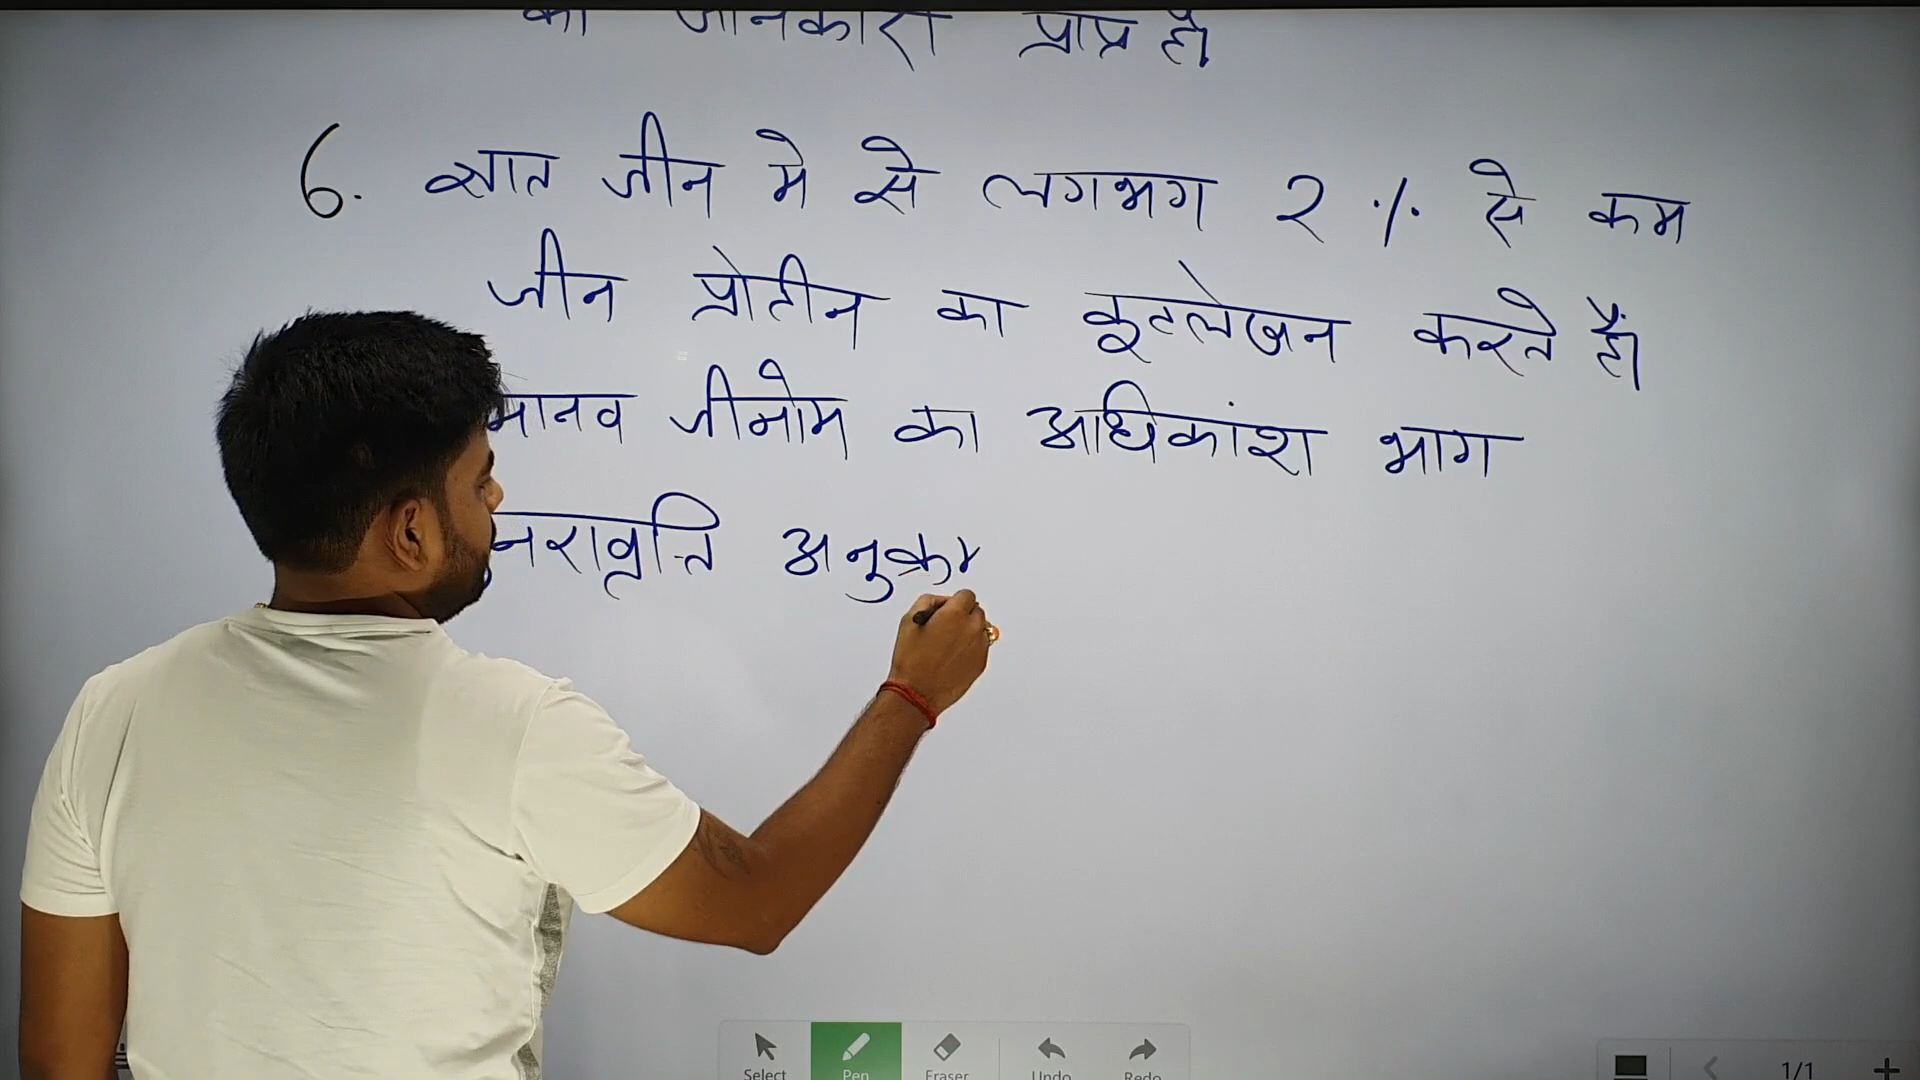 की जानकारी प्राप्त है।
6. ज्ञात जीन मे से लगभग 2 % से कम
जीन प्रोटीन का कूटलेखन करते हैं।
मानव जीनोम का अधिकांश भाग
पुनरावृत्ति अनुक्रम
Select Pen Eraser Undo Redo 1/1